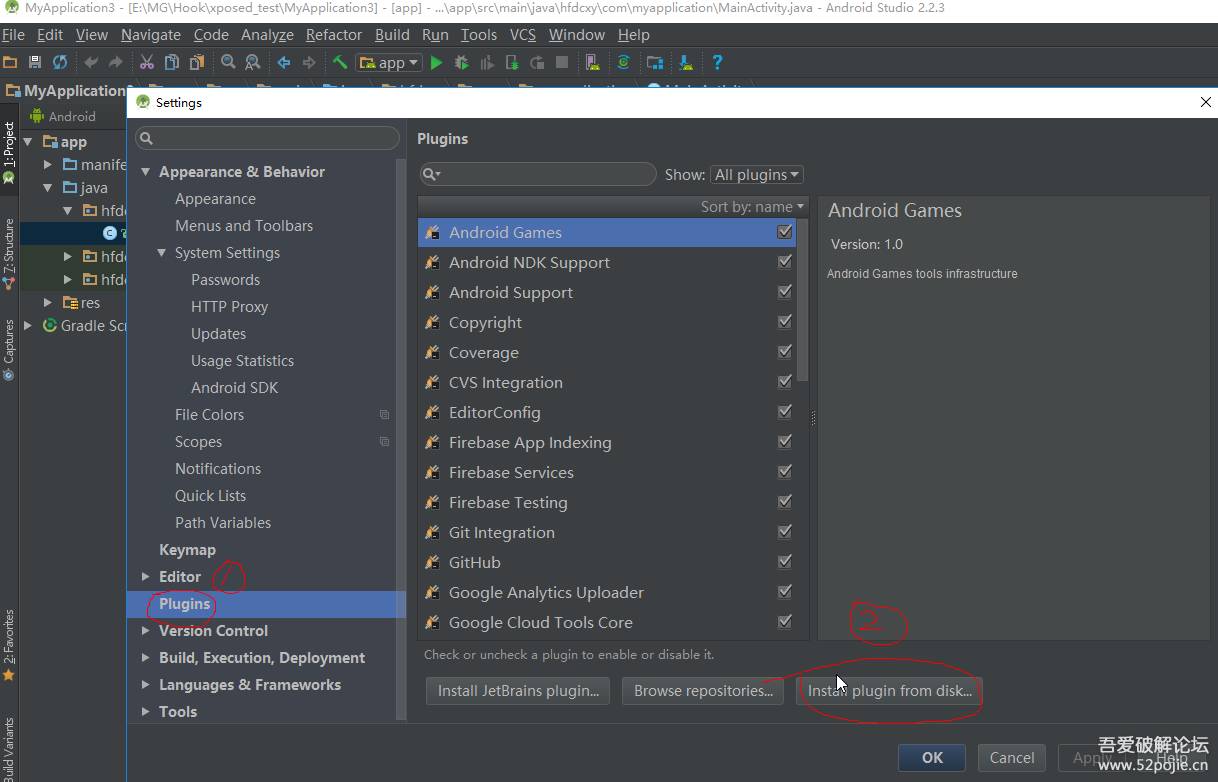 MyApplication3 - [E:\MG\Hook\xposed_test\MyApplication3] - [app] - ...\app\src\main\java\hfdcxy\com\myapplication\MainActivity.java - Android Studio 2.2.3
File Edit View Navigate Code Analyze Refactor Build Run Tools VCS Window Help
app
MyApplication3
Settings
Android
1: Project
app
manife
java
hfdc
hfdc
hfdc
res
Gradle Scr
7: Structure
Captures
2: Favorites
Build Variants
Appearance & Behavior
Appearance
Menus and Toolbars
System Settings
Passwords
HTTP Proxy
Updates
Usage Statistics
Android SDK
File Colors
Scopes
Notifications
Quick Lists
Path Variables
Keymap
Editor
1
Plugins
Version Control
Build, Execution, Deployment
Languages & Frameworks
Tools
Plugins
Show: All plugins
Sort by: name
Android Games
Android NDK Support
Android Support
Copyright
Coverage
CVS Integration
EditorConfig
Firebase App Indexing
Firebase Services
Firebase Testing
Git Integration
GitHub
Google Analytics Uploader
Google Cloud Tools Core
Android Games
Version: 1.0
Android Games tools infrastructure
2
Check or uncheck a plugin to enable or disable it.
Install JetBrains plugin... Browse repositories... Install plugin from disk...
OK Cancel Apply Help
吾爱破解论坛
www.52pojie.cn